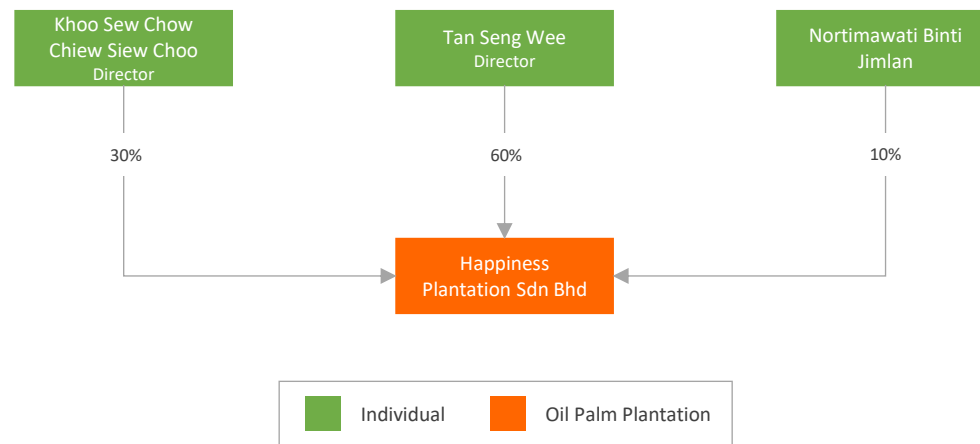 Khoo Sew Chow
Chiew Siew Choo
Director
Tan Seng Wee
Director
Nortimawati Binti
Jimlan
30%
60%
10%
Happiness
Plantation Sdn Bhd
Individual
Oil Palm Plantation